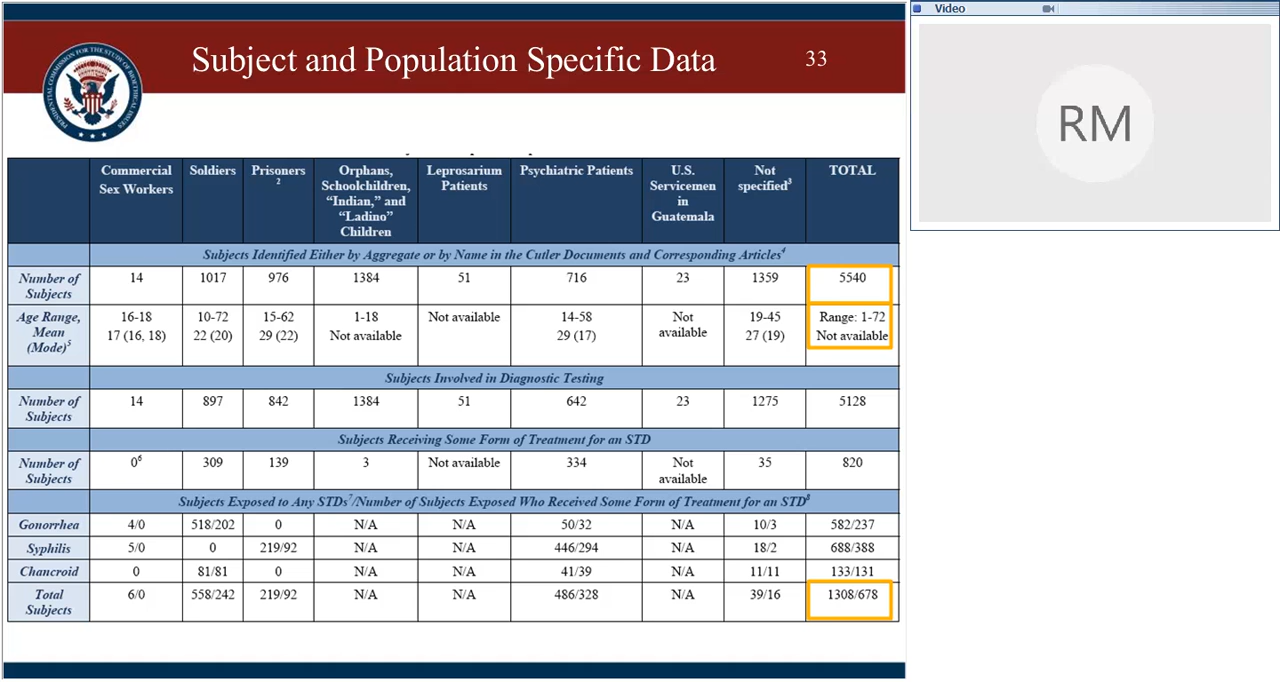 Video
RM
Subject and Population Specific Data
33
PRESIDENTIAL COMMISSION FOR THE STUDY OF BIOETHICAL ISSUES
Commercial Sex Workers Soldiers Prisoners2 Orphans, Schoolchildren, “Indian,” and “Ladino” Children Leprosarium Patients Psychiatric Patients U.S. Servicemen in Guatemala Not specified3 TOTAL
Subjects Identified Either by Aggregate or by Name in the Cutler Documents and Corresponding Articles4
Number of Subjects 14 1017 976 1384 51 716 23 1359 5540
Age Range, Mean (Mode)5 16-18 17 (16, 18) 10-72 22 (20) 15-62 29 (22) 1-18 Not available Not available 14-58 29 (17) Not available 19-45 27 (19) Range: 1-72 Not available
Subjects Involved in Diagnostic Testing
Number of Subjects 14 897 842 1384 51 642 23 1275 5128
Subjects Receiving Some Form of Treatment for an STD
Number of Subjects 06 309 139 3 Not available 334 Not available 35 820
Subjects Exposed to Any STDs7/Number of Subjects Exposed Who Received Some Form of Treatment for an STD8
Gonorrhea 4/0 518/202 0 N/A N/A 50/32 N/A 10/3 582/237
Syphilis 5/0 0 219/92 N/A N/A 446/294 N/A 18/2 688/388
Chancroid 0 81/81 0 N/A N/A 41/39 N/A 11/11 133/131
Total Subjects 6/0 558/242 219/92 N/A N/A 486/328 N/A 39/16 1308/678